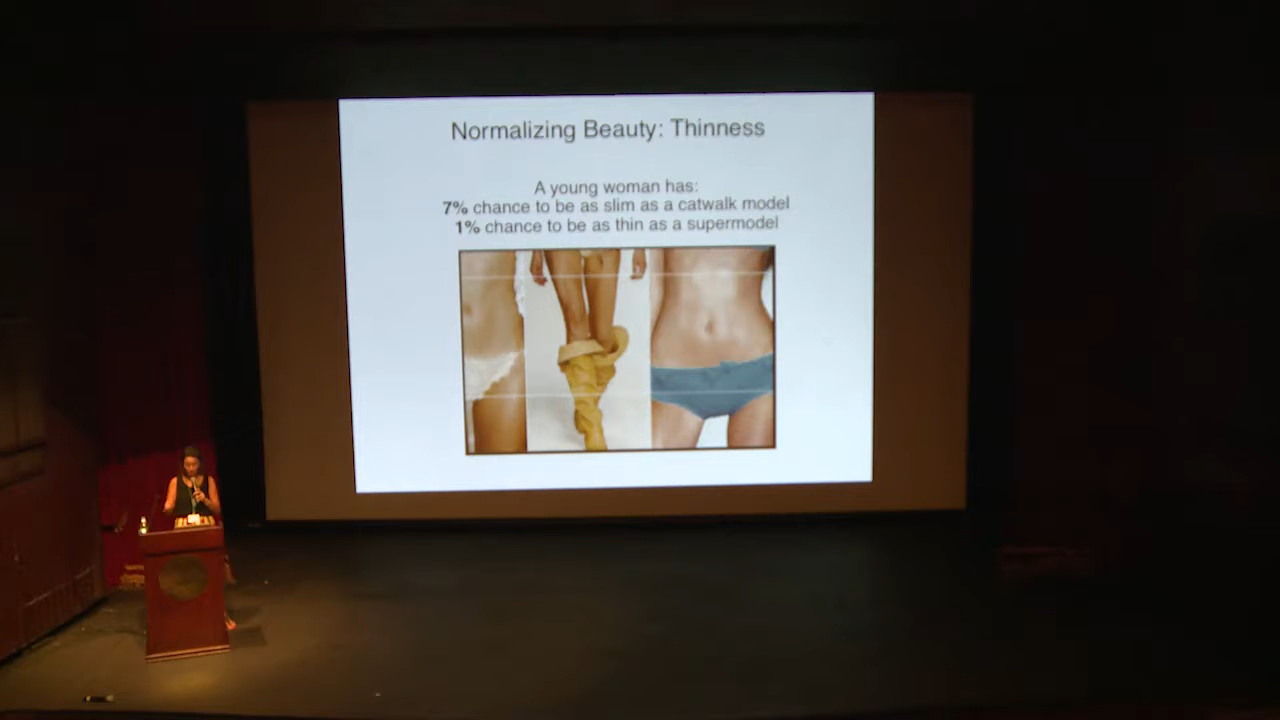 Normalizing Beauty: Thinness
A young woman has:
7% chance to be as slim as a catwalk model
1% chance to be as thin as a supermodel